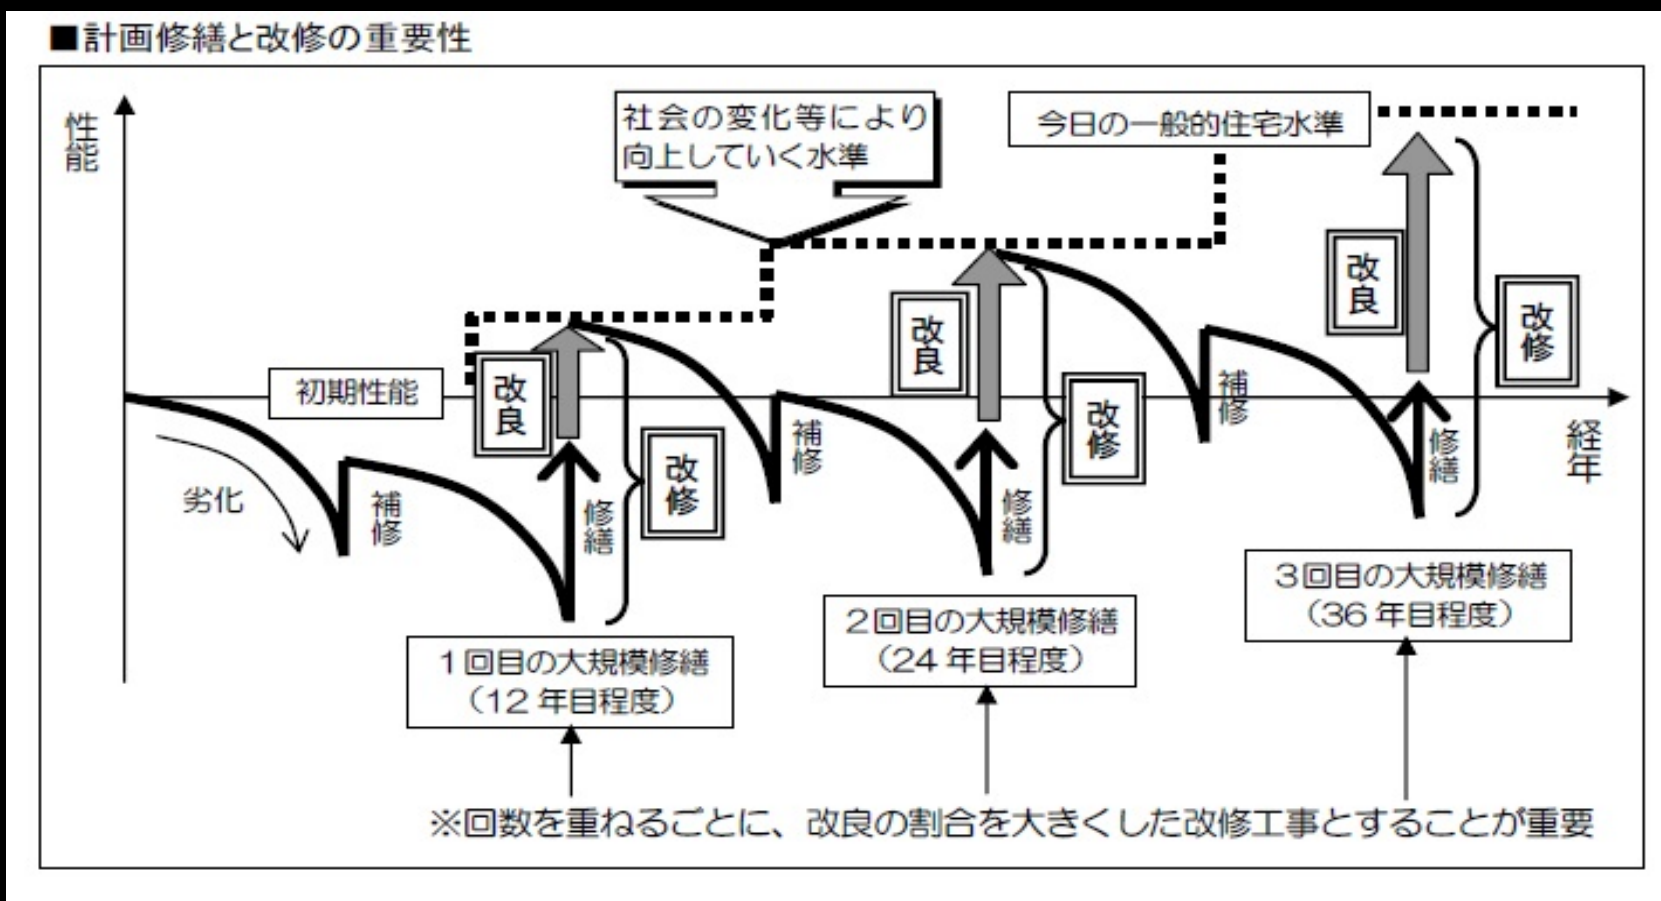 ■計画修繕と改修の重要性
性能
社会の変化等により
向上していく水準
今日の一般的住宅水準
初期性能
劣化
補修
改良
修繕
改修
補修
改良
修繕
改修
補修
改良
修繕
改修
経年
1回目の大規模修繕
（12 年目程度）
2回目の大規模修繕
（24 年目程度）
3回目の大規模修繕
（36 年目程度）
※回数を重ねるごとに、改良の割合を大きくした改修工事とすることが重要